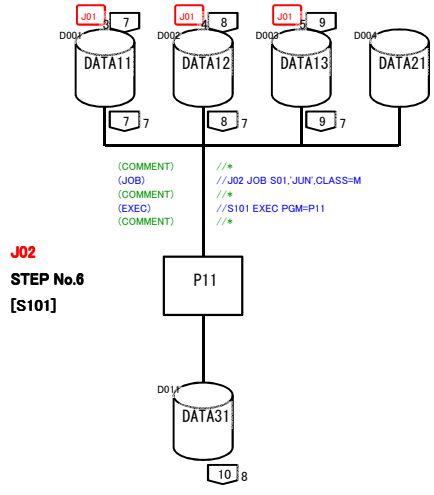 J01 3 7 J01 4 8 J01 5 9
D001 D002 D003 D004
DATA11 DATA12 DATA13 DATA21
7 7 8 7 9 7
(COMMENT) //*
(JOB) //J02 JOB S01,'JUN',CLASS=M
(COMMENT) //*
(EXEC) //S101 EXEC PGM=P11
(COMMENT) //*
J02
STEP No.6
[S101]
P11
D011
DATA31
10 8